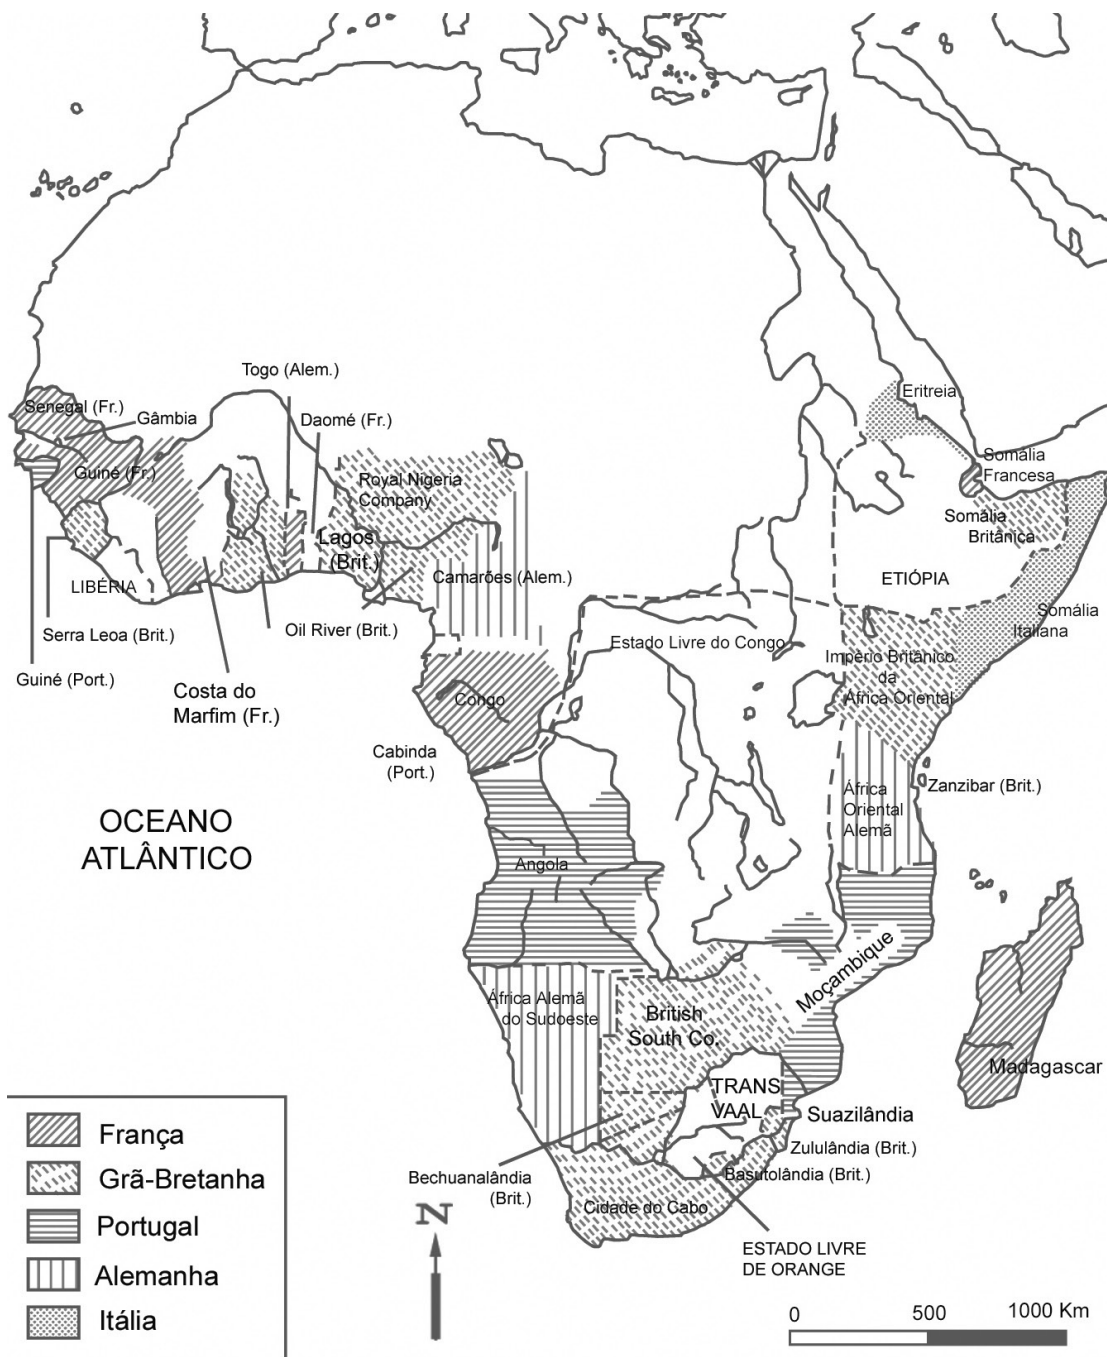 Togo (Alem.)
Senegal (Fr.)
Gâmbia
Daomé (Fr.)
Eritreia
Guiné (Fr.)
Royal Nigeria
Company
Somália
Francesa
Lagos
(Brit.)
Somália
Britânica
Camarões (Alem.)
LIBÉRIA
ETIÓPIA
Serra Leoa (Brit.)
Oil River (Brit.)
Somália
Italiana
Estado Livre do Congo
Império Britânico
da
África Oriental
Guiné (Port.)
Costa do
Marfim (Fr.)
Congo
Cabinda
(Port.)
Zanzibar (Brit.)
África
Oriental
Alemã
OCEANO
ATLÂNTICO
Angola
Moçambique
África Alemã
do Sudoeste
British
South Co.
Madagascar
TRANS
VAAL
Suazilândia
Zululândia (Brit.)
Bechuanalândia
(Brit.)
Basutolândia (Brit.)
Cidade do Cabo
ESTADO LIVRE
DE ORANGE
França
Grã-Bretanha
Portugal
Alemanha
Itália
N
0 500 1000 Km